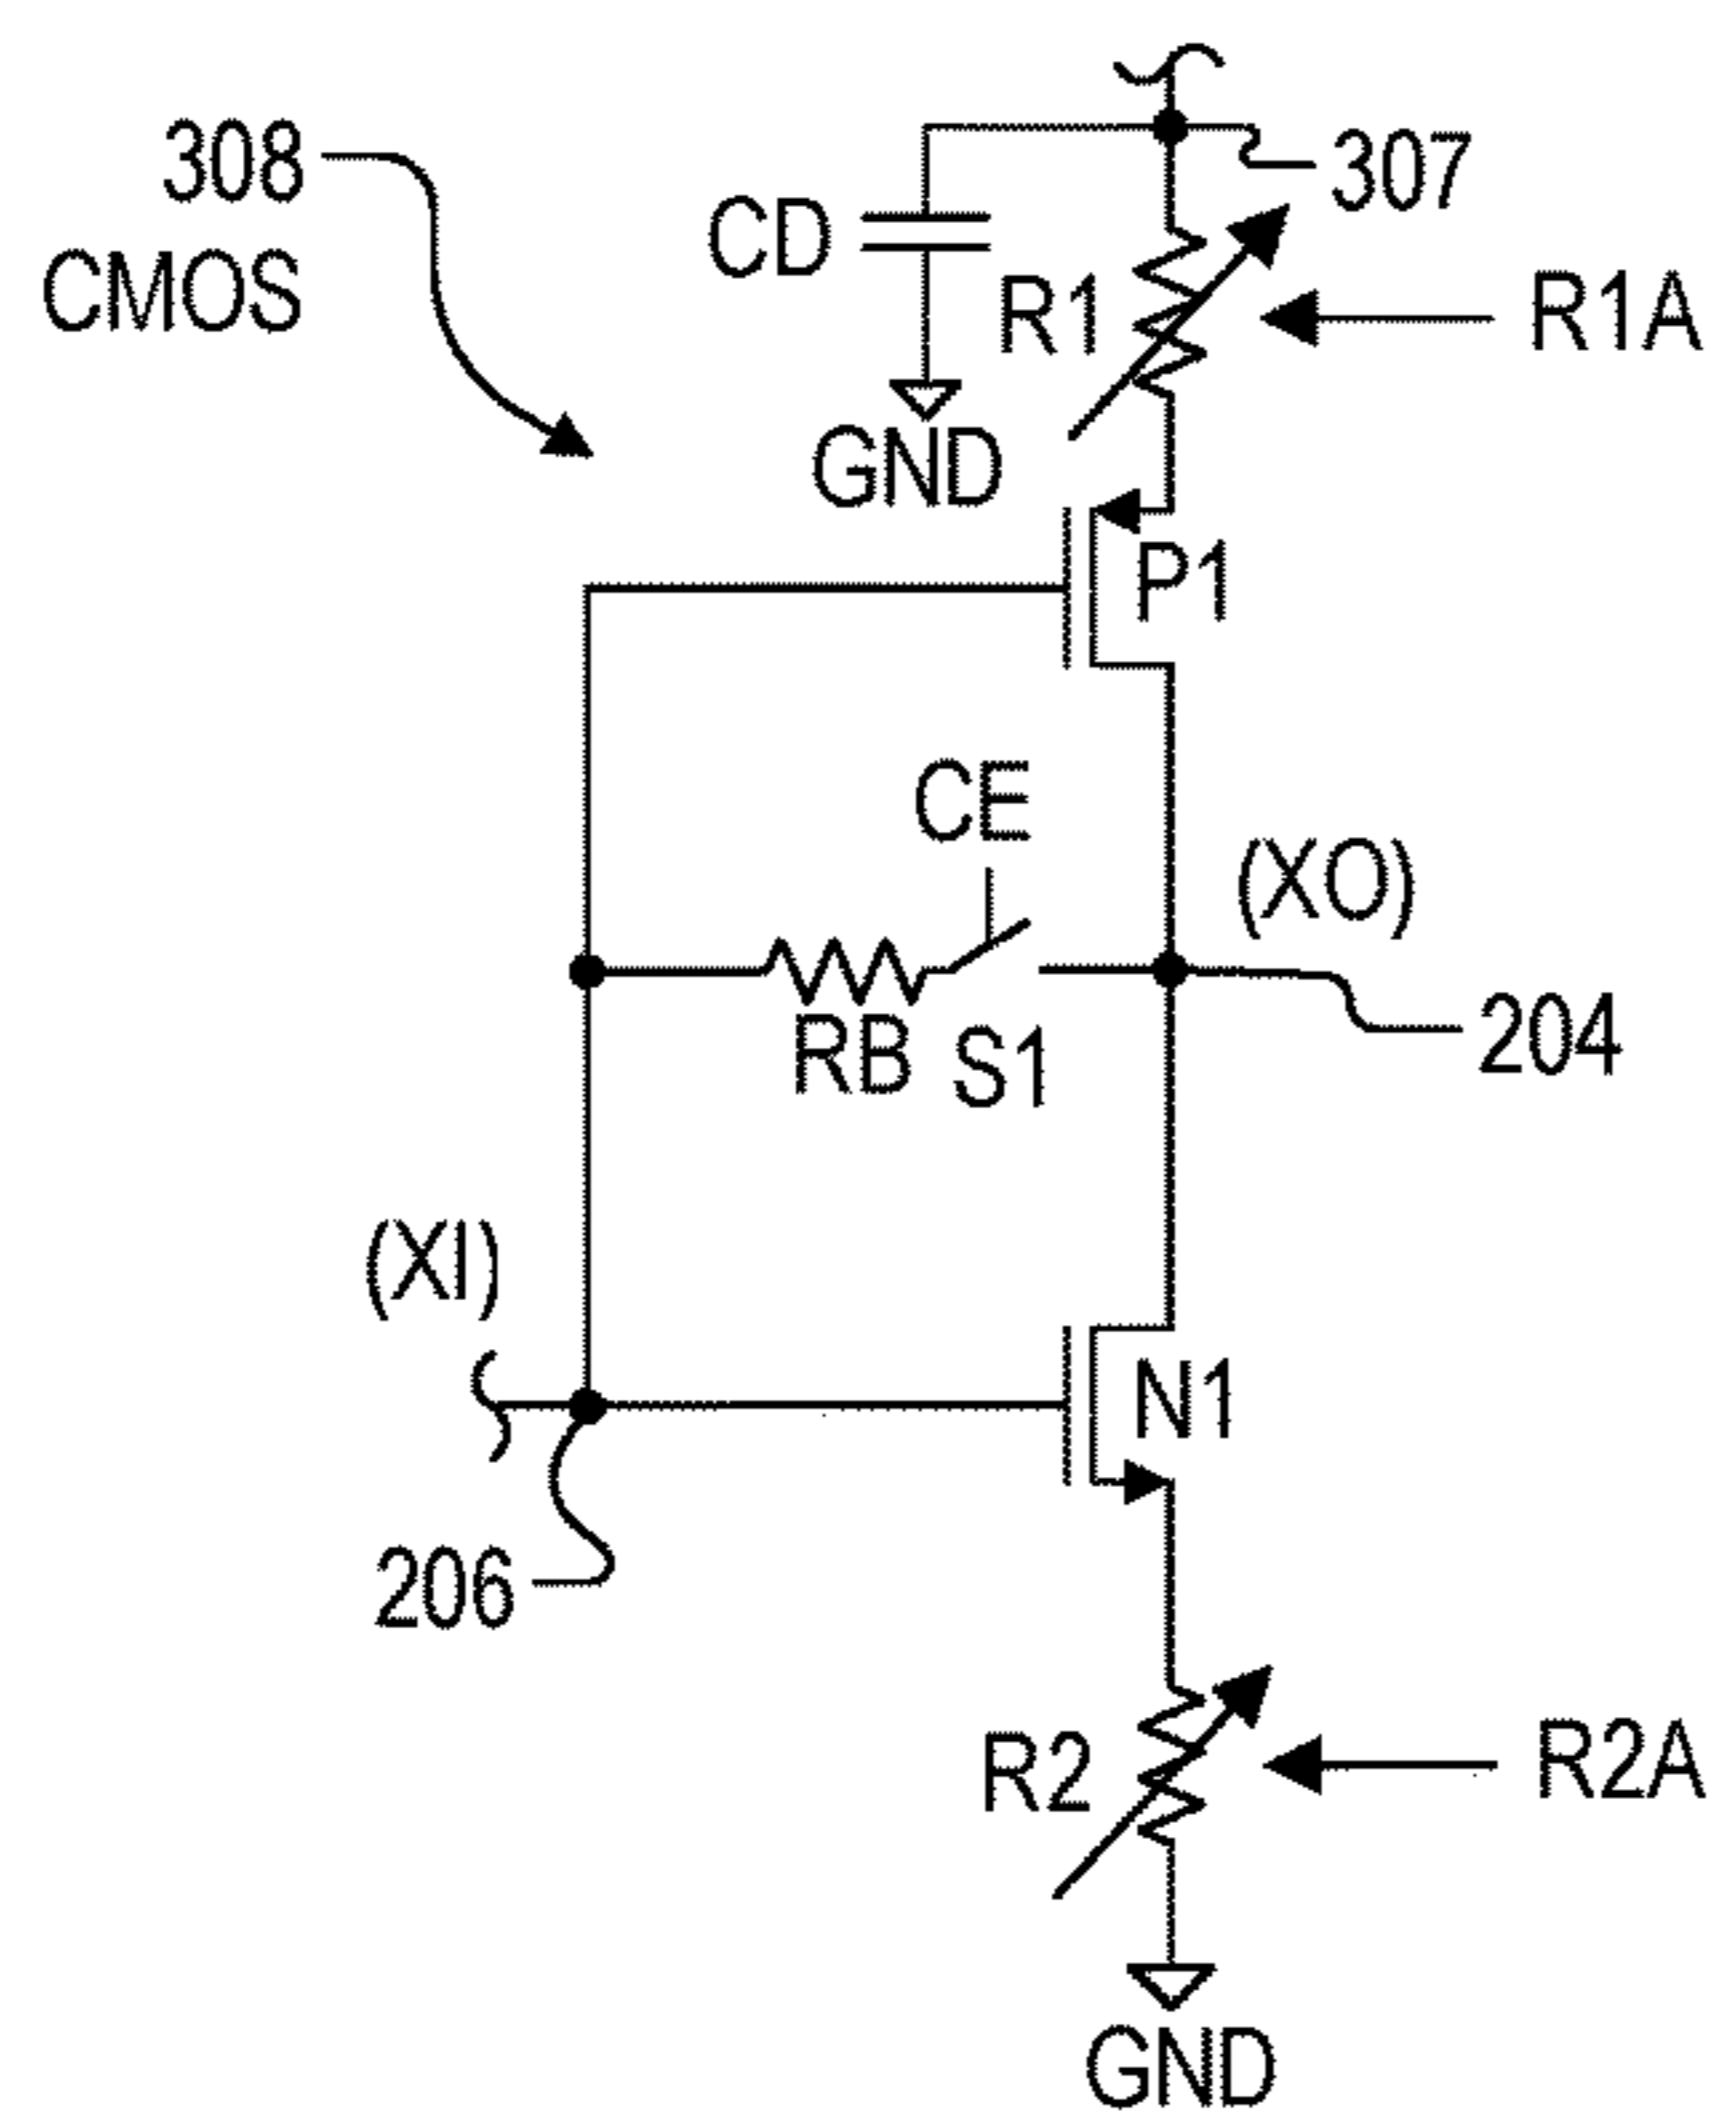 308
CMOS
307
CD
R1
R1A
GND
P1
CE
(XO)
204
RB
S1
(XI)
N1
206
R2
R2A
GND